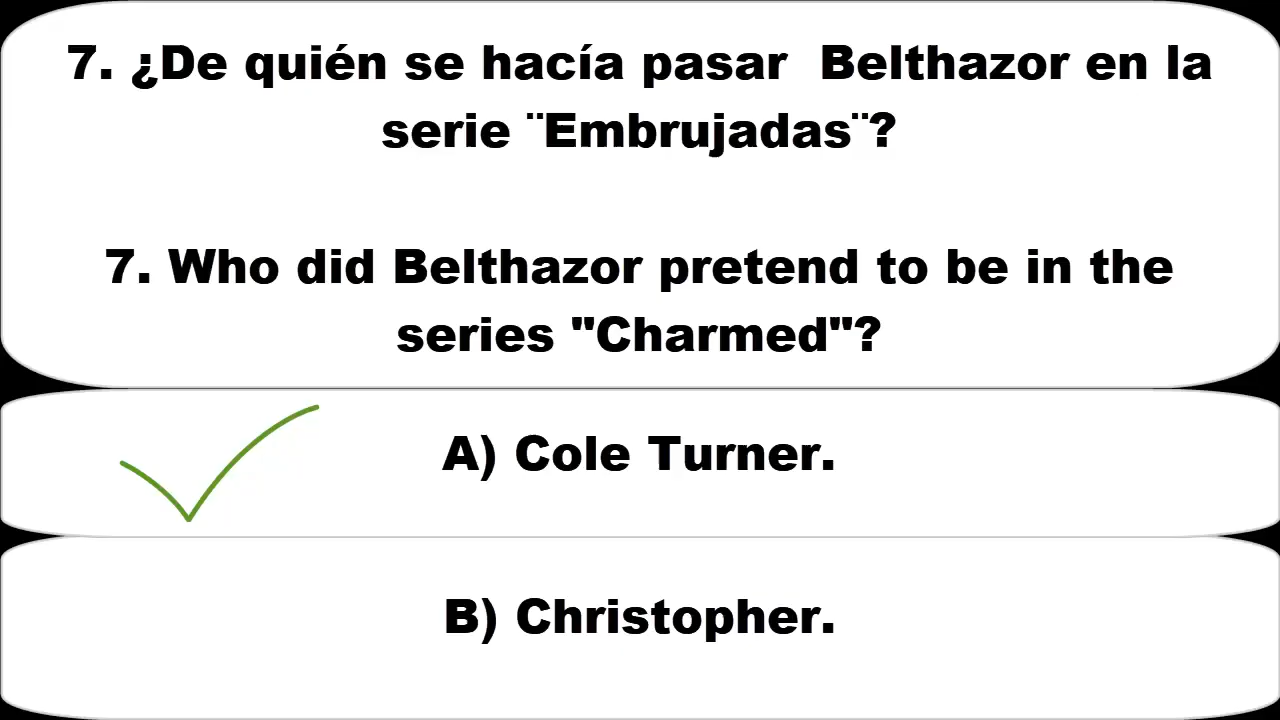 7. ¿De quién se hacía pasar  Belthazor en la
serie ¨Embrujadas¨?
7. Who did Belthazor pretend to be in the
series "Charmed"?
A) Cole Turner.
B) Christopher.